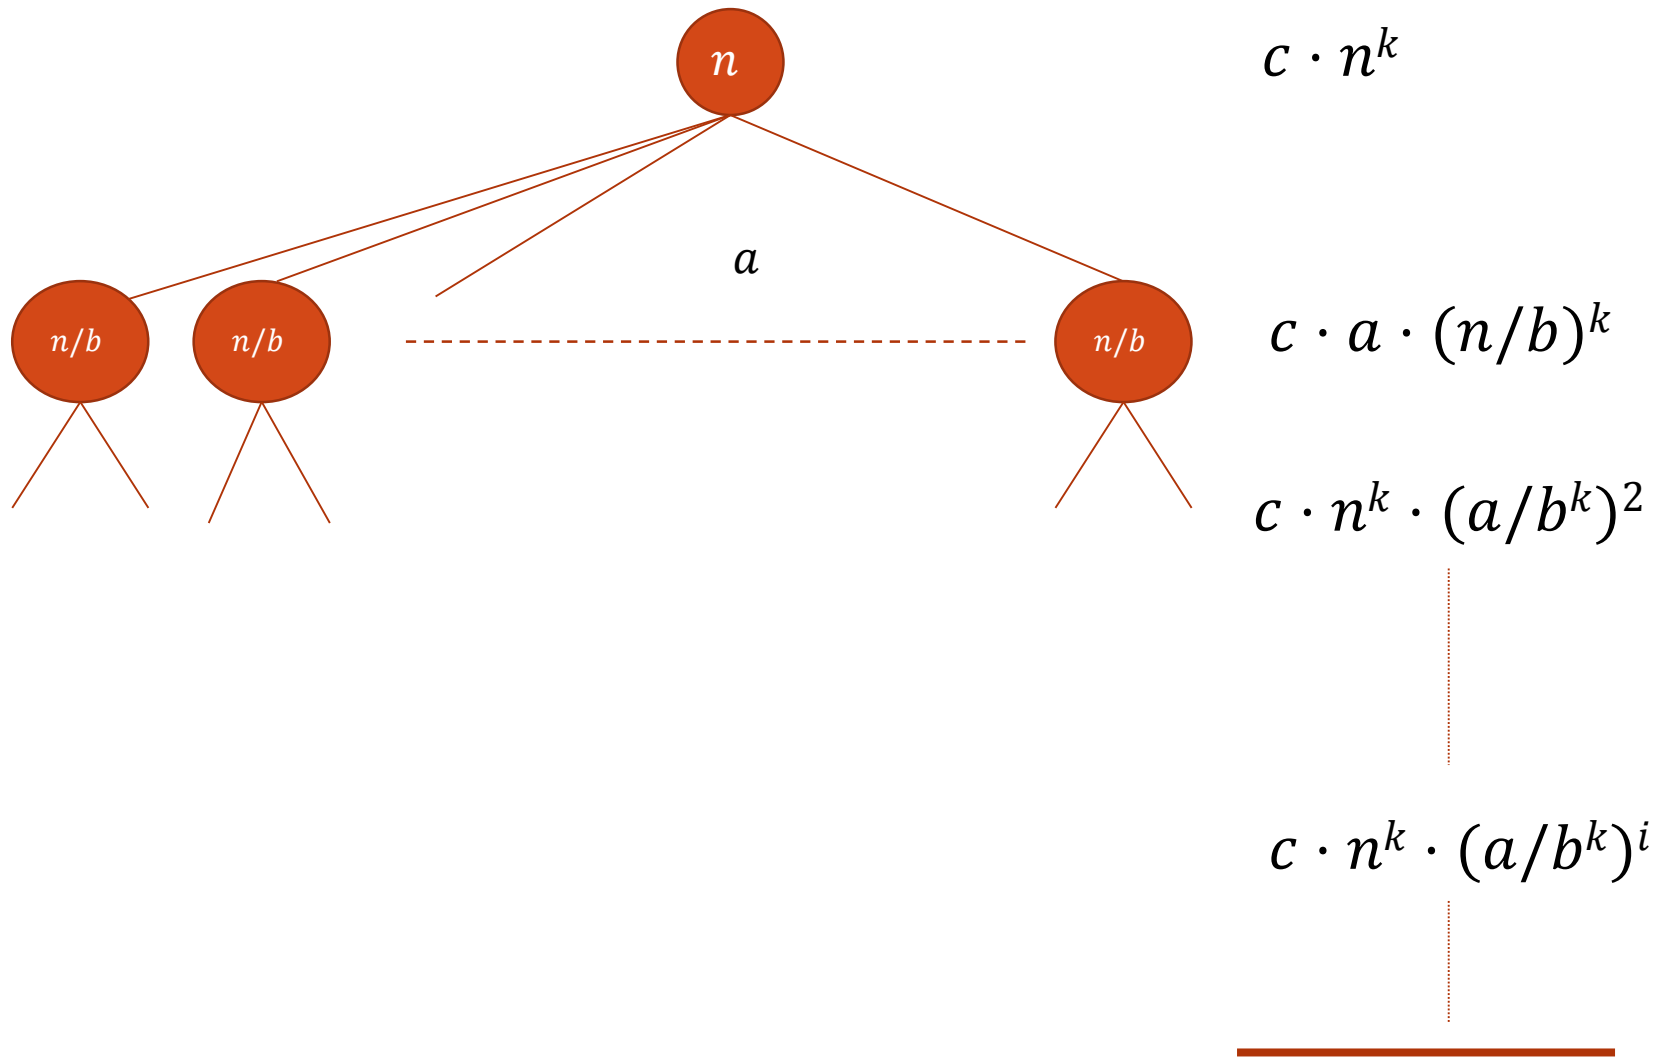 n
c · n^k
a
n/b n/b n/b
c · a · (n/b)^k
c · n^k · (a/b^k)^2
c · n^k · (a/b^k)^i